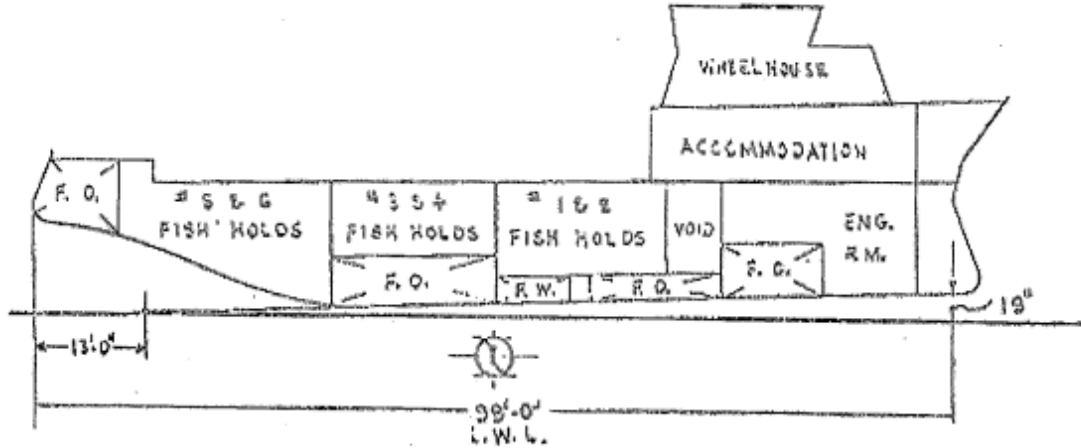 WHEELHOUSE
ACCOMMODATION
F. O.
# 5 & 6
FISH HOLDS
# 3 & 4
FISH HOLDS
# 1 & 2
FISH HOLDS
VOID
ENG.
RM.
F. O.
F. W.
F. O.
F. O.
18"
13'-0"
98'-0"
L. W. L.